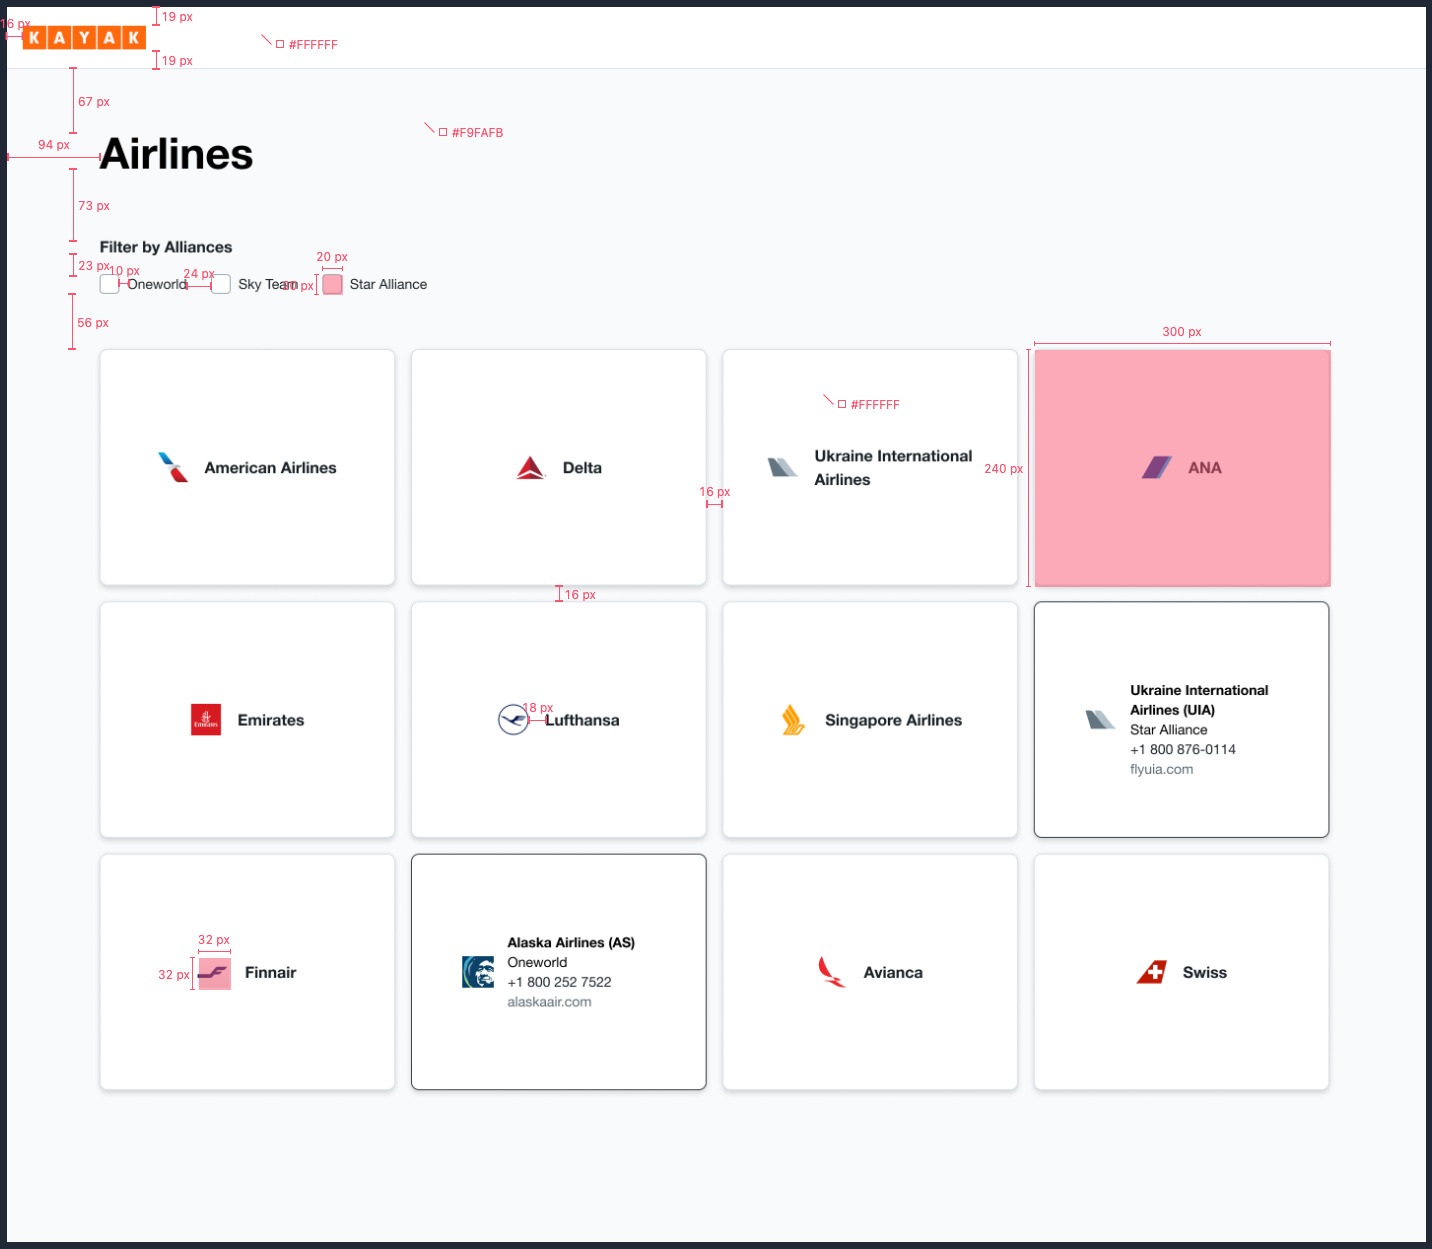 19 px
16 px
KAYAK
#FFFFFF
19 px
67 px
#F9FAFB
94 px
Airlines
73 px
Filter by Alliances
20 px
23 px
10 px
24 px
Oneworld
Sky Team
20 px
Star Alliance
56 px
300 px
#FFFFFF
American Airlines
Delta
Ukraine International
Airlines
240 px
ANA
16 px
16 px
Emirates
Emirates
18 px
Lufthansa
Singapore Airlines
Ukraine International
Airlines (UIA)
Star Alliance
+1 800 876-0114
flyuia.com
32 px
32 px
Finnair
Alaska Airlines (AS)
Oneworld
+1 800 252 7522
alaskaair.com
Avianca
Swiss